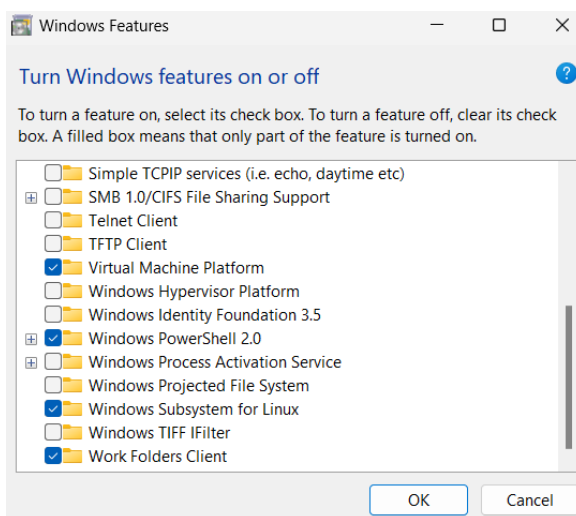 Windows Features
Turn Windows features on or off
?
To turn a feature on, select its check box. To turn a feature off, clear its check
box. A filled box means that only part of the feature is turned on.
Simple TCPIP services (i.e. echo, daytime etc)
SMB 1.0/CIFS File Sharing Support
Telnet Client
TFTP Client
Virtual Machine Platform
Windows Hypervisor Platform
Windows Identity Foundation 3.5
Windows PowerShell 2.0
Windows Process Activation Service
Windows Projected File System
Windows Subsystem for Linux
Windows TIFF IFilter
Work Folders Client
OK
Cancel